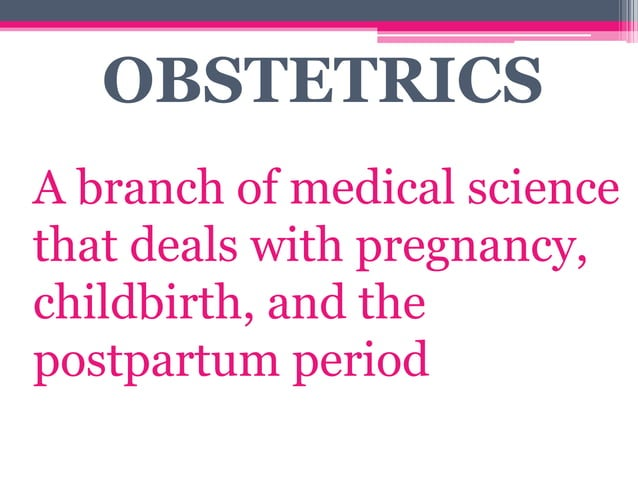 OBSTETRICS
A branch of medical science
that deals with pregnancy,
childbirth, and the
postpartum period